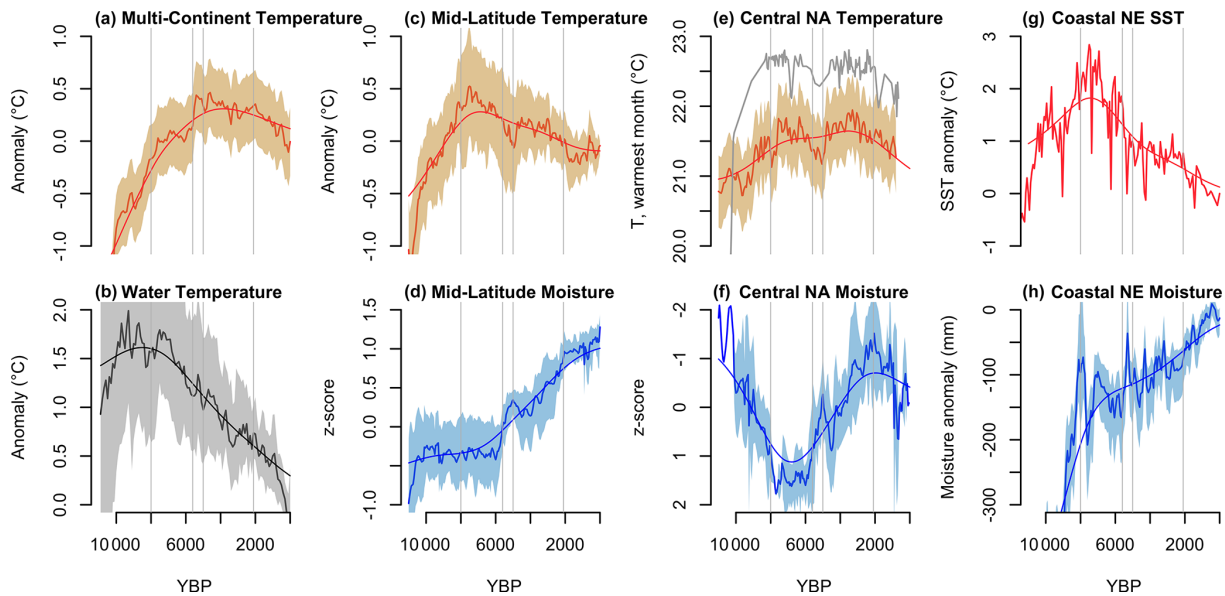 (a) Multi-Continent Temperature
Anomaly (°C)
1.0
0.5
0.0
-0.5
-1.0
(c) Mid-Latitude Temperature
Anomaly (°C)
1.0
0.5
0.0
-0.5
-1.0
(e) Central NA Temperature
T, warmest month (°C)
23.0
22.0
21.0
20.0
(g) Coastal NE SST
SST anomaly (°C)
3
2
1
0
-1
(b) Water Temperature
Anomaly (°C)
2.0
1.5
1.0
0.5
0.0
10 000 6000 2000
YBP
(d) Mid-Latitude Moisture
z-score
1.5
1.0
0.5
0.0
-1.0
10 000 6000 2000
YBP
(f) Central NA Moisture
z-score
-2
-1
0
1
2
10 000 6000 2000
YBP
(h) Coastal NE Moisture
Moisture anomaly (mm)
0
-100
-200
-300
10 000 6000 2000
YBP